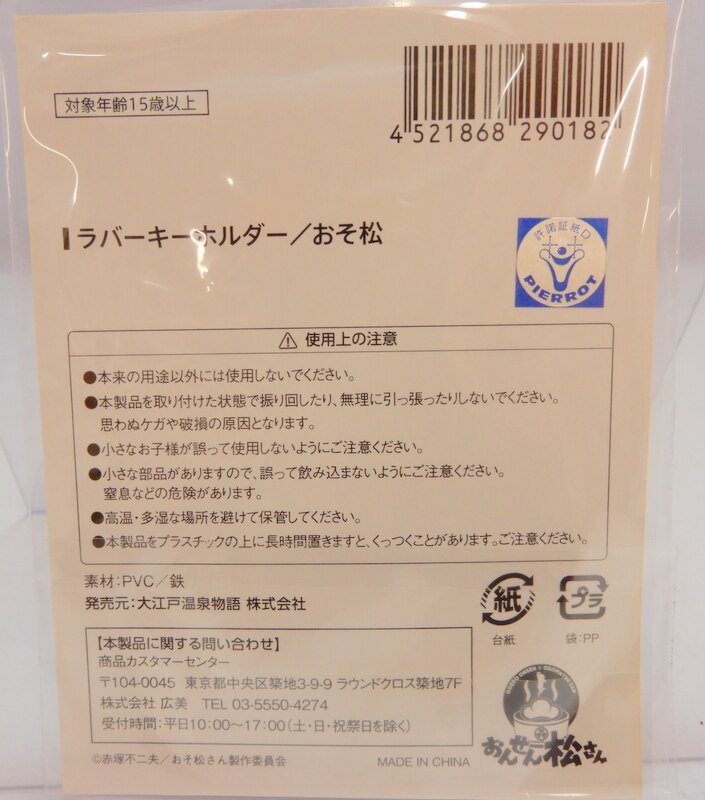 対象年齢15歳以上
4 521868 290182
ラバーキーホルダー／おそ松
許諾証紙口
PIERROT
⚠ 使用上の注意
●本来の用途以外には使用しないでください。
●本製品を取り付けた状態で振り回したり、無理に引っ張ったりしないでください。
思わぬケガや破損の原因となります。
●小さなお子様が誤って使用しないようにご注意ください。
●小さな部品がありますので、誤って飲み込まないようにご注意ください。
窒息などの危険があります。
●高温・多湿な場所を避けて保管してください。
●本製品をプラスチックの上に長時間置きますと、くっつくことがあります。ご注意ください。
素材：PVC／鉄
発売元：大江戸温泉物語 株式会社
紙
台紙
プラ
袋：PP
【本製品に関する問い合わせ】
商品カスタマーセンター
〒104-0045 東京都中央区築地3-9-9 ラウンドクロス築地7F
株式会社 広美 TEL 03-5550-4274
受付時間：平日10:00～17:00（土・日・祝祭日を除く）
おんせん松さん
©赤塚不二夫／おそ松さん製作委員会
MADE IN CHINA